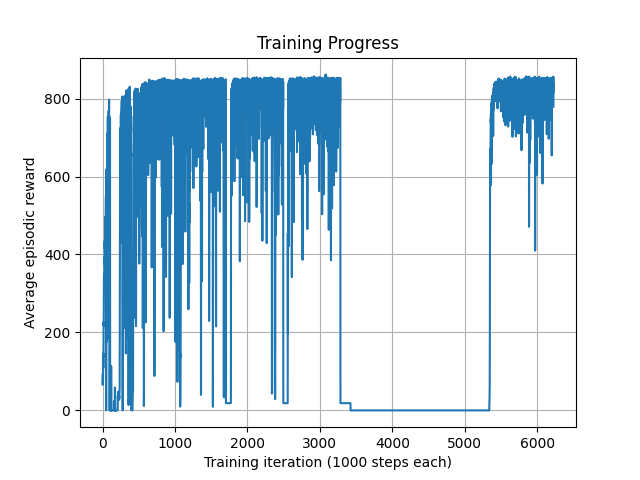 Training Progress
Average episodic reward
800
600
400
200
0
0 1000 2000 3000 4000 5000 6000
Training iteration (1000 steps each)